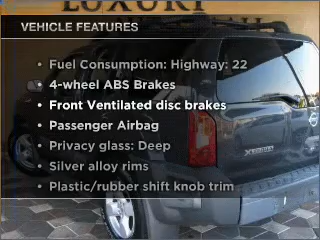 LUXURY
VEHICLE FEATURES
• Fuel Consumption: Highway: 22
• 4-wheel ABS Brakes
• Front Ventilated disc brakes
• Passenger Airbag
• Privacy glass: Deep
• Silver alloy rims
• Plastic/rubber shift knob trim
XTERRA